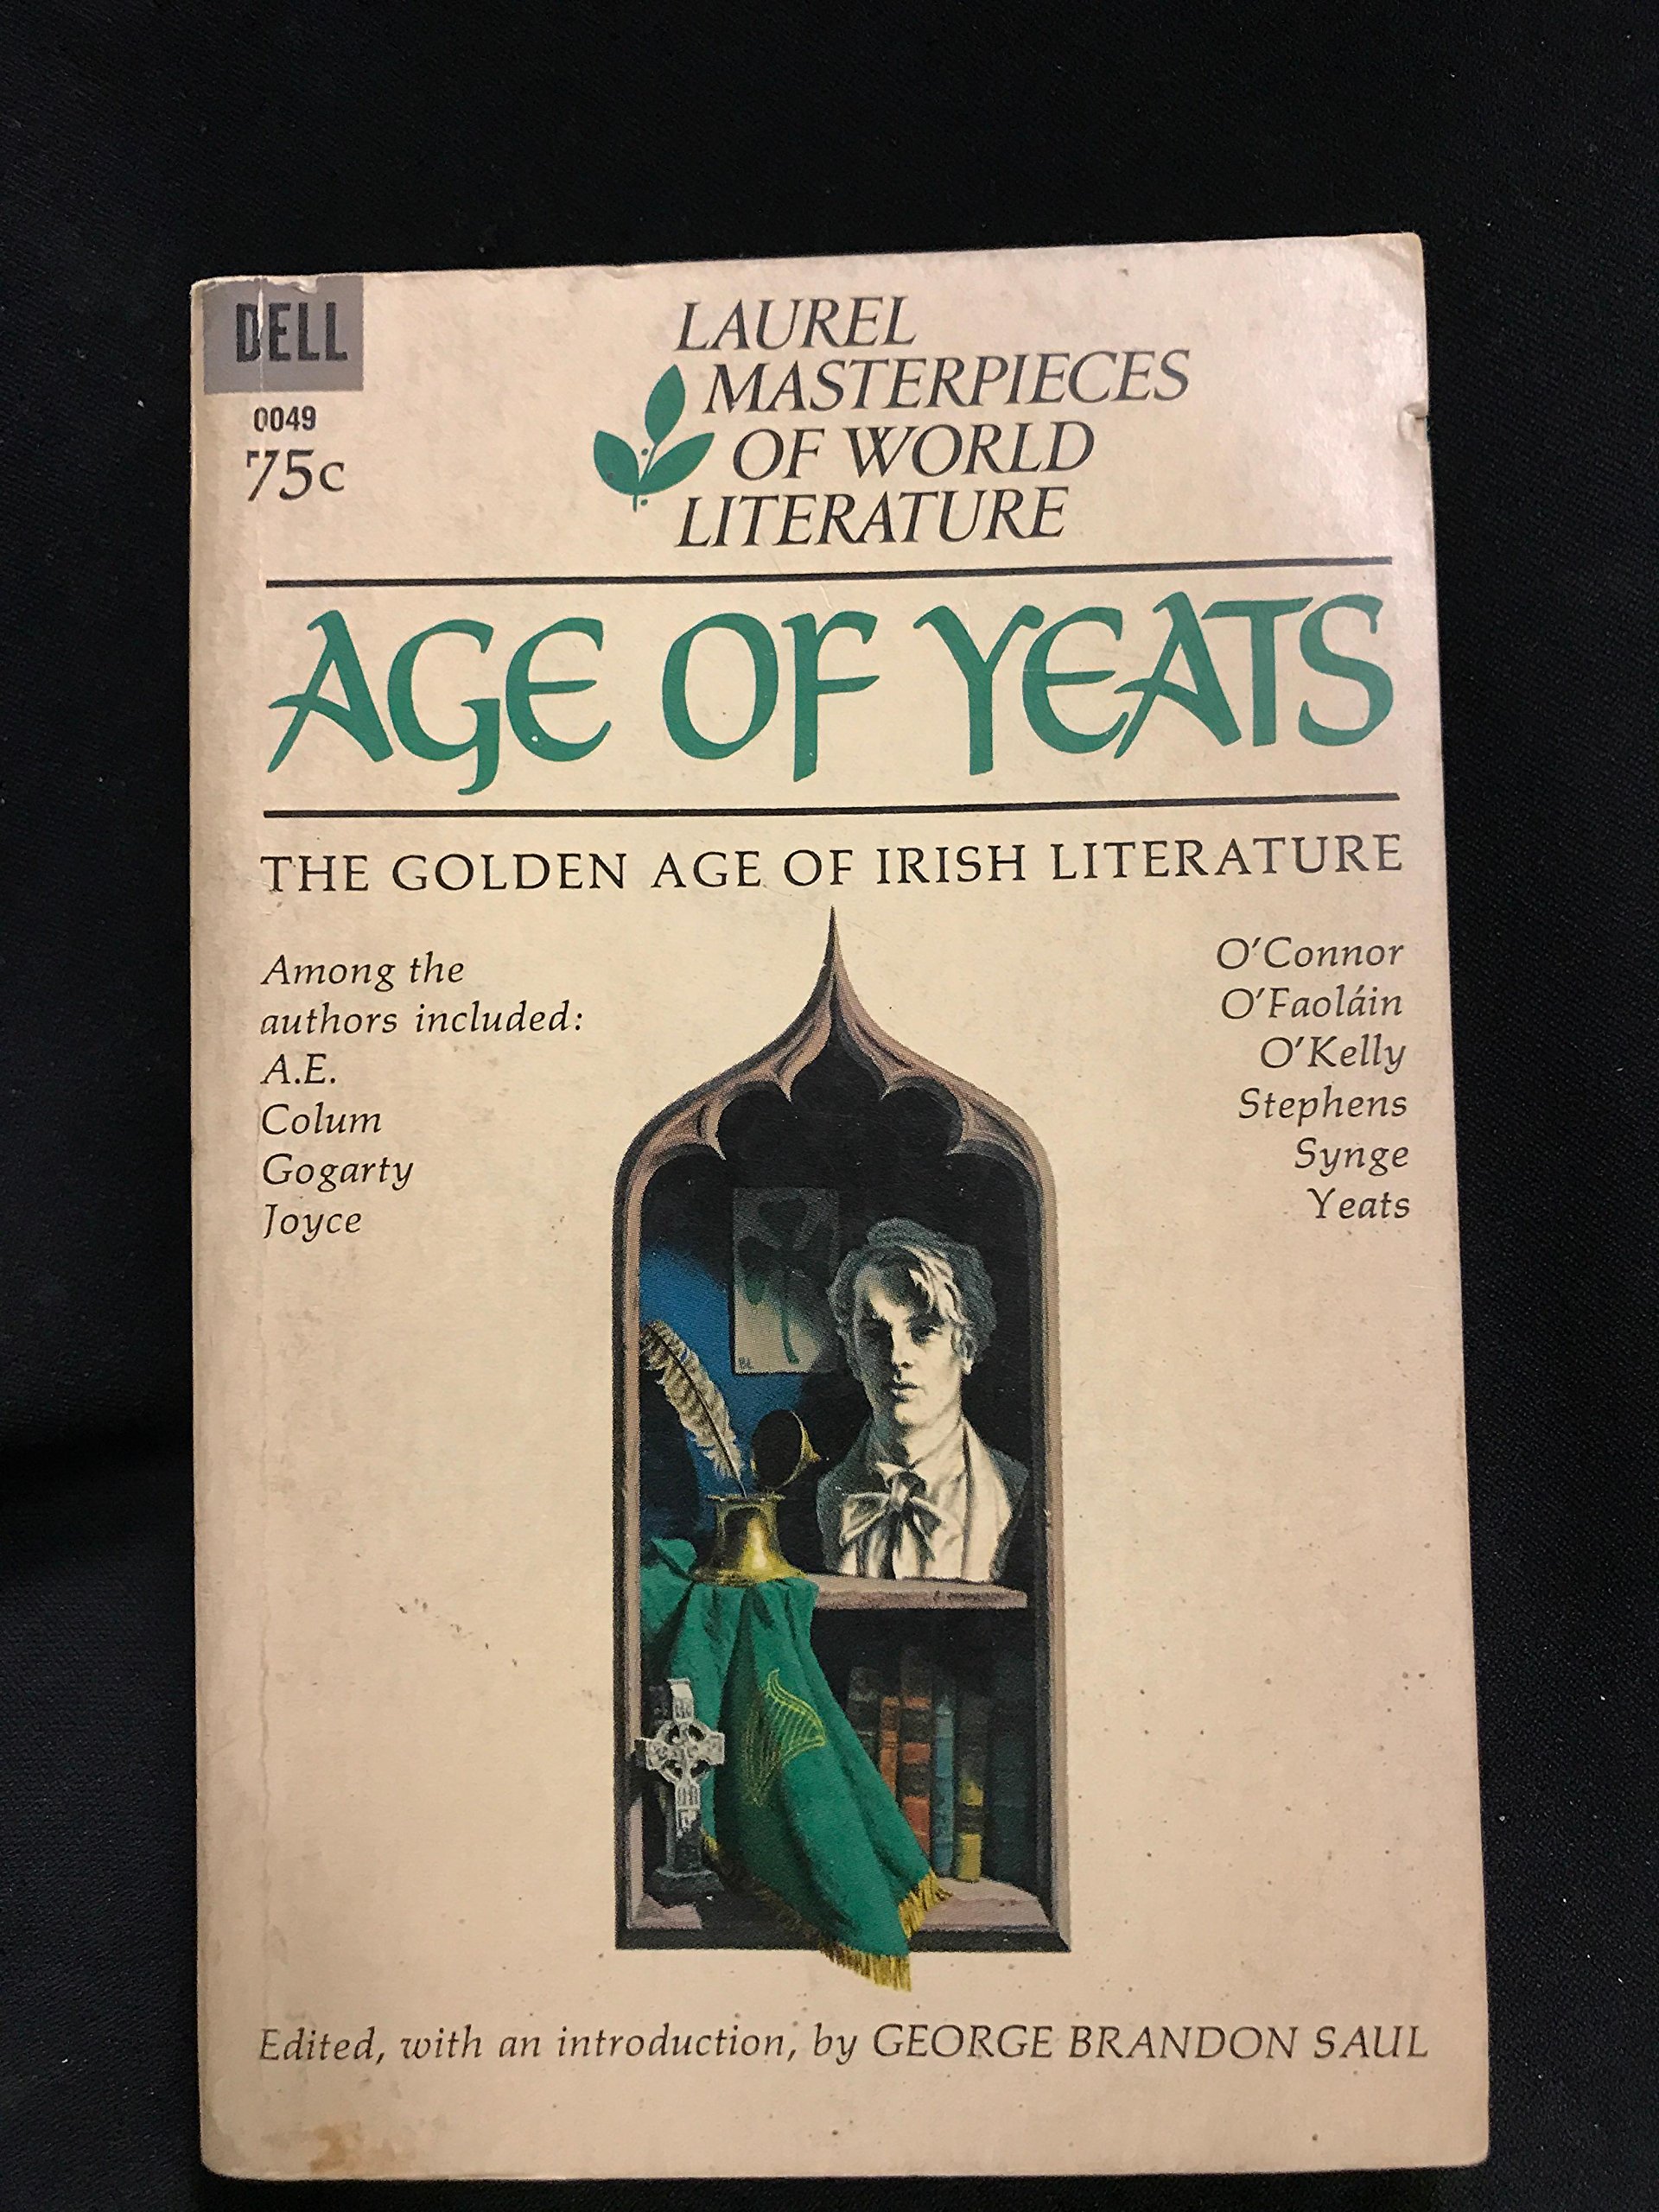 DELL
0049
75c
LAUREL
MASTERPIECES
OF WORLD
LITERATURE
AGE OF YEATS
THE GOLDEN AGE OF IRISH LITERATURE
Among the
authors included:
A.E.
Colum
Gogarty
Joyce
O'Connor
O'Faoláin
O'Kelly
Stephens
Synge
Yeats
Edited, with an introduction, by GEORGE BRANDON SAUL